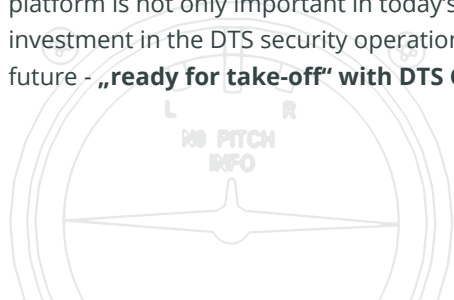 platform is not only important in today's
investment in the DTS security operation
future - „ready for take-off“ with DTS
L R
NO PITCH
INFO